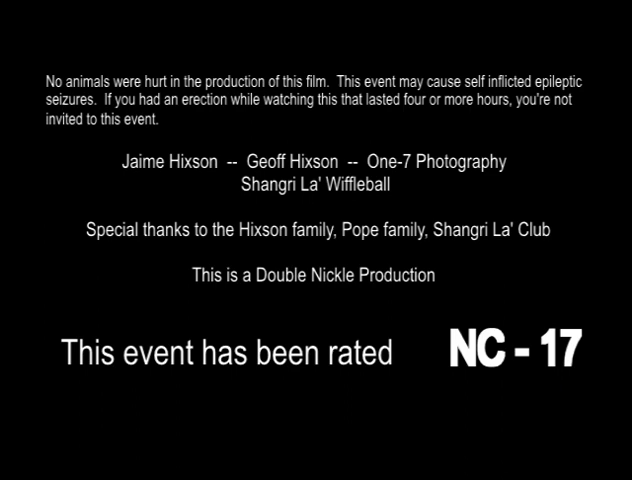 No animals were hurt in the production of this film.  This event may cause self inflicted epileptic
seizures.  If you had an erection while watching this that lasted four or more hours, you're not
invited to this event.
Jaime Hixson  --  Geoff Hixson  --  One-7 Photography
Shangri La' Wiffleball
Special thanks to the Hixson family, Pope family, Shangri La' Club
This is a Double Nickle Production
This event has been rated NC - 17